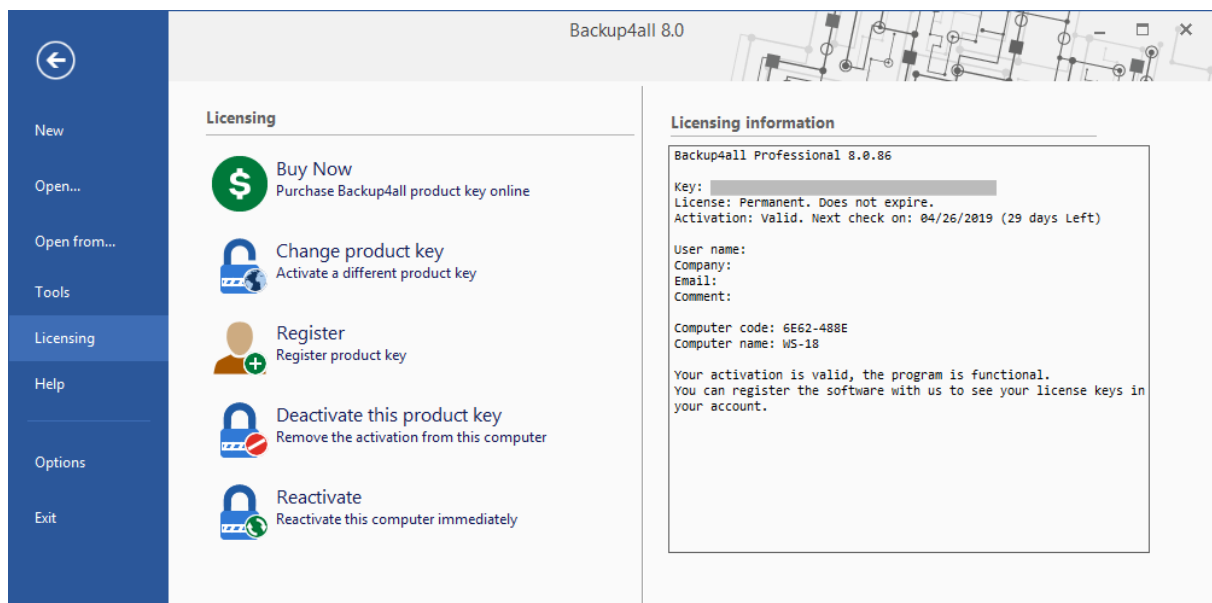 Backup4all 8.0
New
Open...
Open from...
Tools
Licensing
Help
Options
Exit
Licensing
Buy Now
Purchase Backup4all product key online
Change product key
Activate a different product key
Register
Register product key
Deactivate this product key
Remove the activation from this computer
Reactivate
Reactivate this computer immediately
Licensing information
Backup4all Professional 8.0.86
Key:
License: Permanent. Does not expire.
Activation: Valid. Next check on: 04/26/2019 (29 days Left)
User name:
Company:
Email:
Comment:
Computer code: 6E62-488E
Computer name: WS-18
Your activation is valid, the program is functional.
You can register the software with us to see your license keys in
your account.